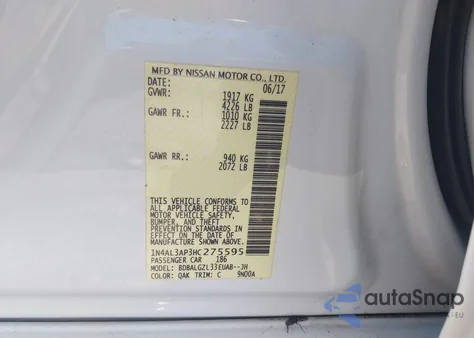 MFD BY NISSAN MOTOR CO., LTD.
DATE: 06/17
GVWR: 1917 KG
4226 LB
GAWR FR.: 1010 KG
2227 LB
GAWR RR.: 940 KG
2072 LB
THIS VEHICLE CONFORMS TO
ALL APPLICABLE FEDERAL
MOTOR VEHICLE SAFETY,
BUMPER, AND THEFT
PREVENTION STANDARDS
IN EFFECT ON THE DATE OF
MANUFACTURE SHOWN ABOVE.
1N4AL3AP3HC275595
PASSENGER CAR 186
MODEL: BDBALGZL33EUAB--JH
COLOR: QAK TRIM: C 9N00A
autoSnap
EU